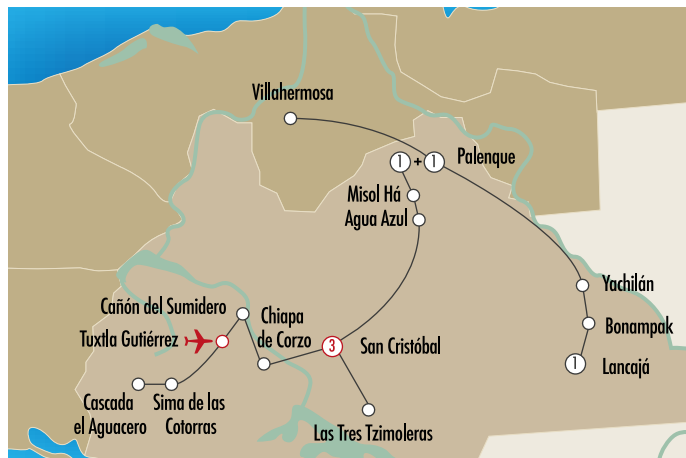 Villahermosa
1 + 1
Palenque
Misol Há
Agua Azul
Yachilán
Cañón del Sumidero
Chiapa
de Corzo
Bonampak
Tuxtla Gutiérrez
3
San Cristóbal
1
Lancajá
Cascada
el Aguacero
Sima de las
Cotorras
Las Tres Tzimoleras